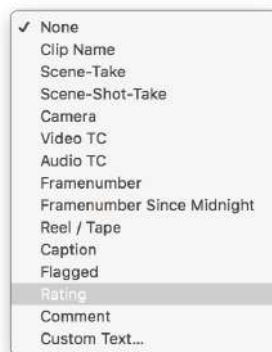 ✓ None
Clip Name
Scene-Take
Scene-Shot-Take
Camera
Video TC
Audio TC
Framenumber
Framenumber Since Midnight
Reel / Tape
Caption
Flagged
Rating
Comment
Custom Text...